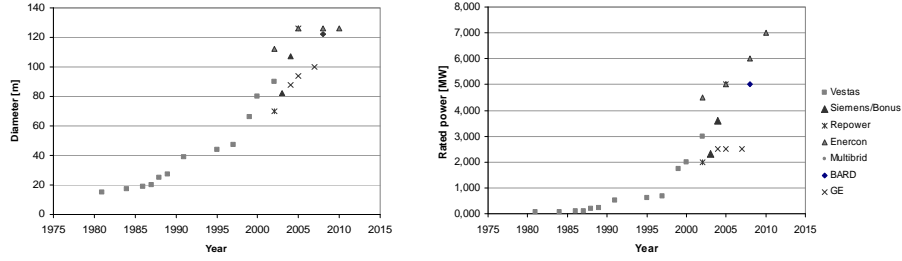 140
120
100
80
60
40
20
0
Diameter [m]
1975 1980 1985 1990 1995 2000 2005 2010 2015
Year
8,000
7,000
6,000
5,000
4,000
3,000
2,000
1,000
0,000
Rated power [MW]
1975 1980 1985 1990 1995 2000 2005 2010 2015
Year
Vestas
Siemens/Bonus
Repower
Enercon
Multibrid
BARD
GE